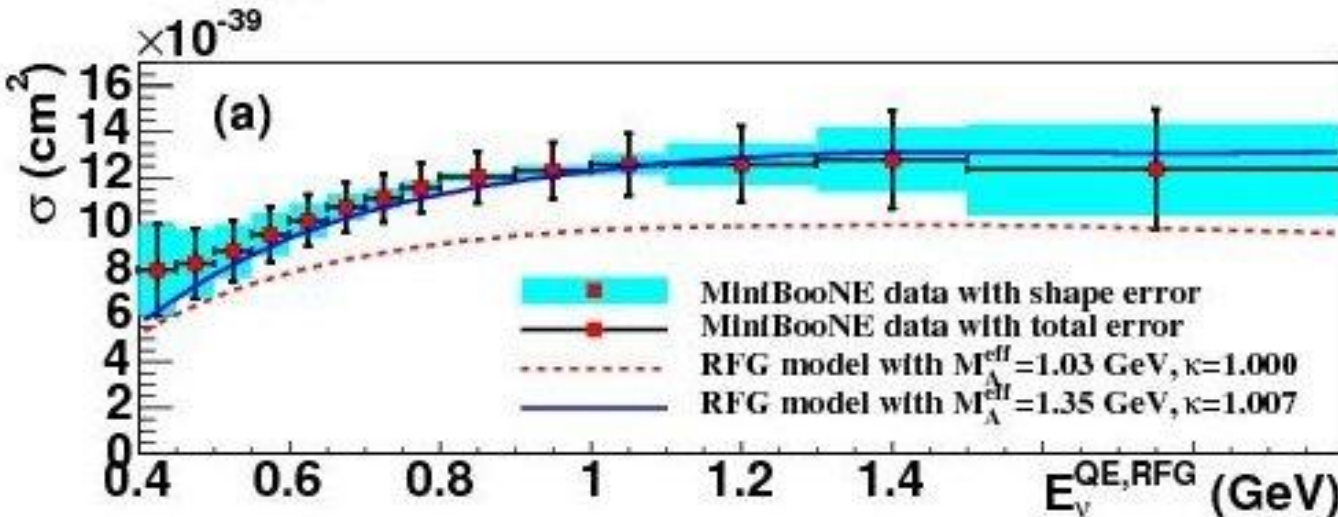 ×10⁻³⁹
σ (cm²)
(a)
16
14
12
10
8
6
4
2
0
MiniBooNE data with shape error
MiniBooNE data with total error
RFG model with M_A^eff=1.03 GeV, κ=1.000
RFG model with M_A^eff=1.35 GeV, κ=1.007
0.4 0.6 0.8 1 1.2 1.4 E_ν^QE,RFG (GeV)